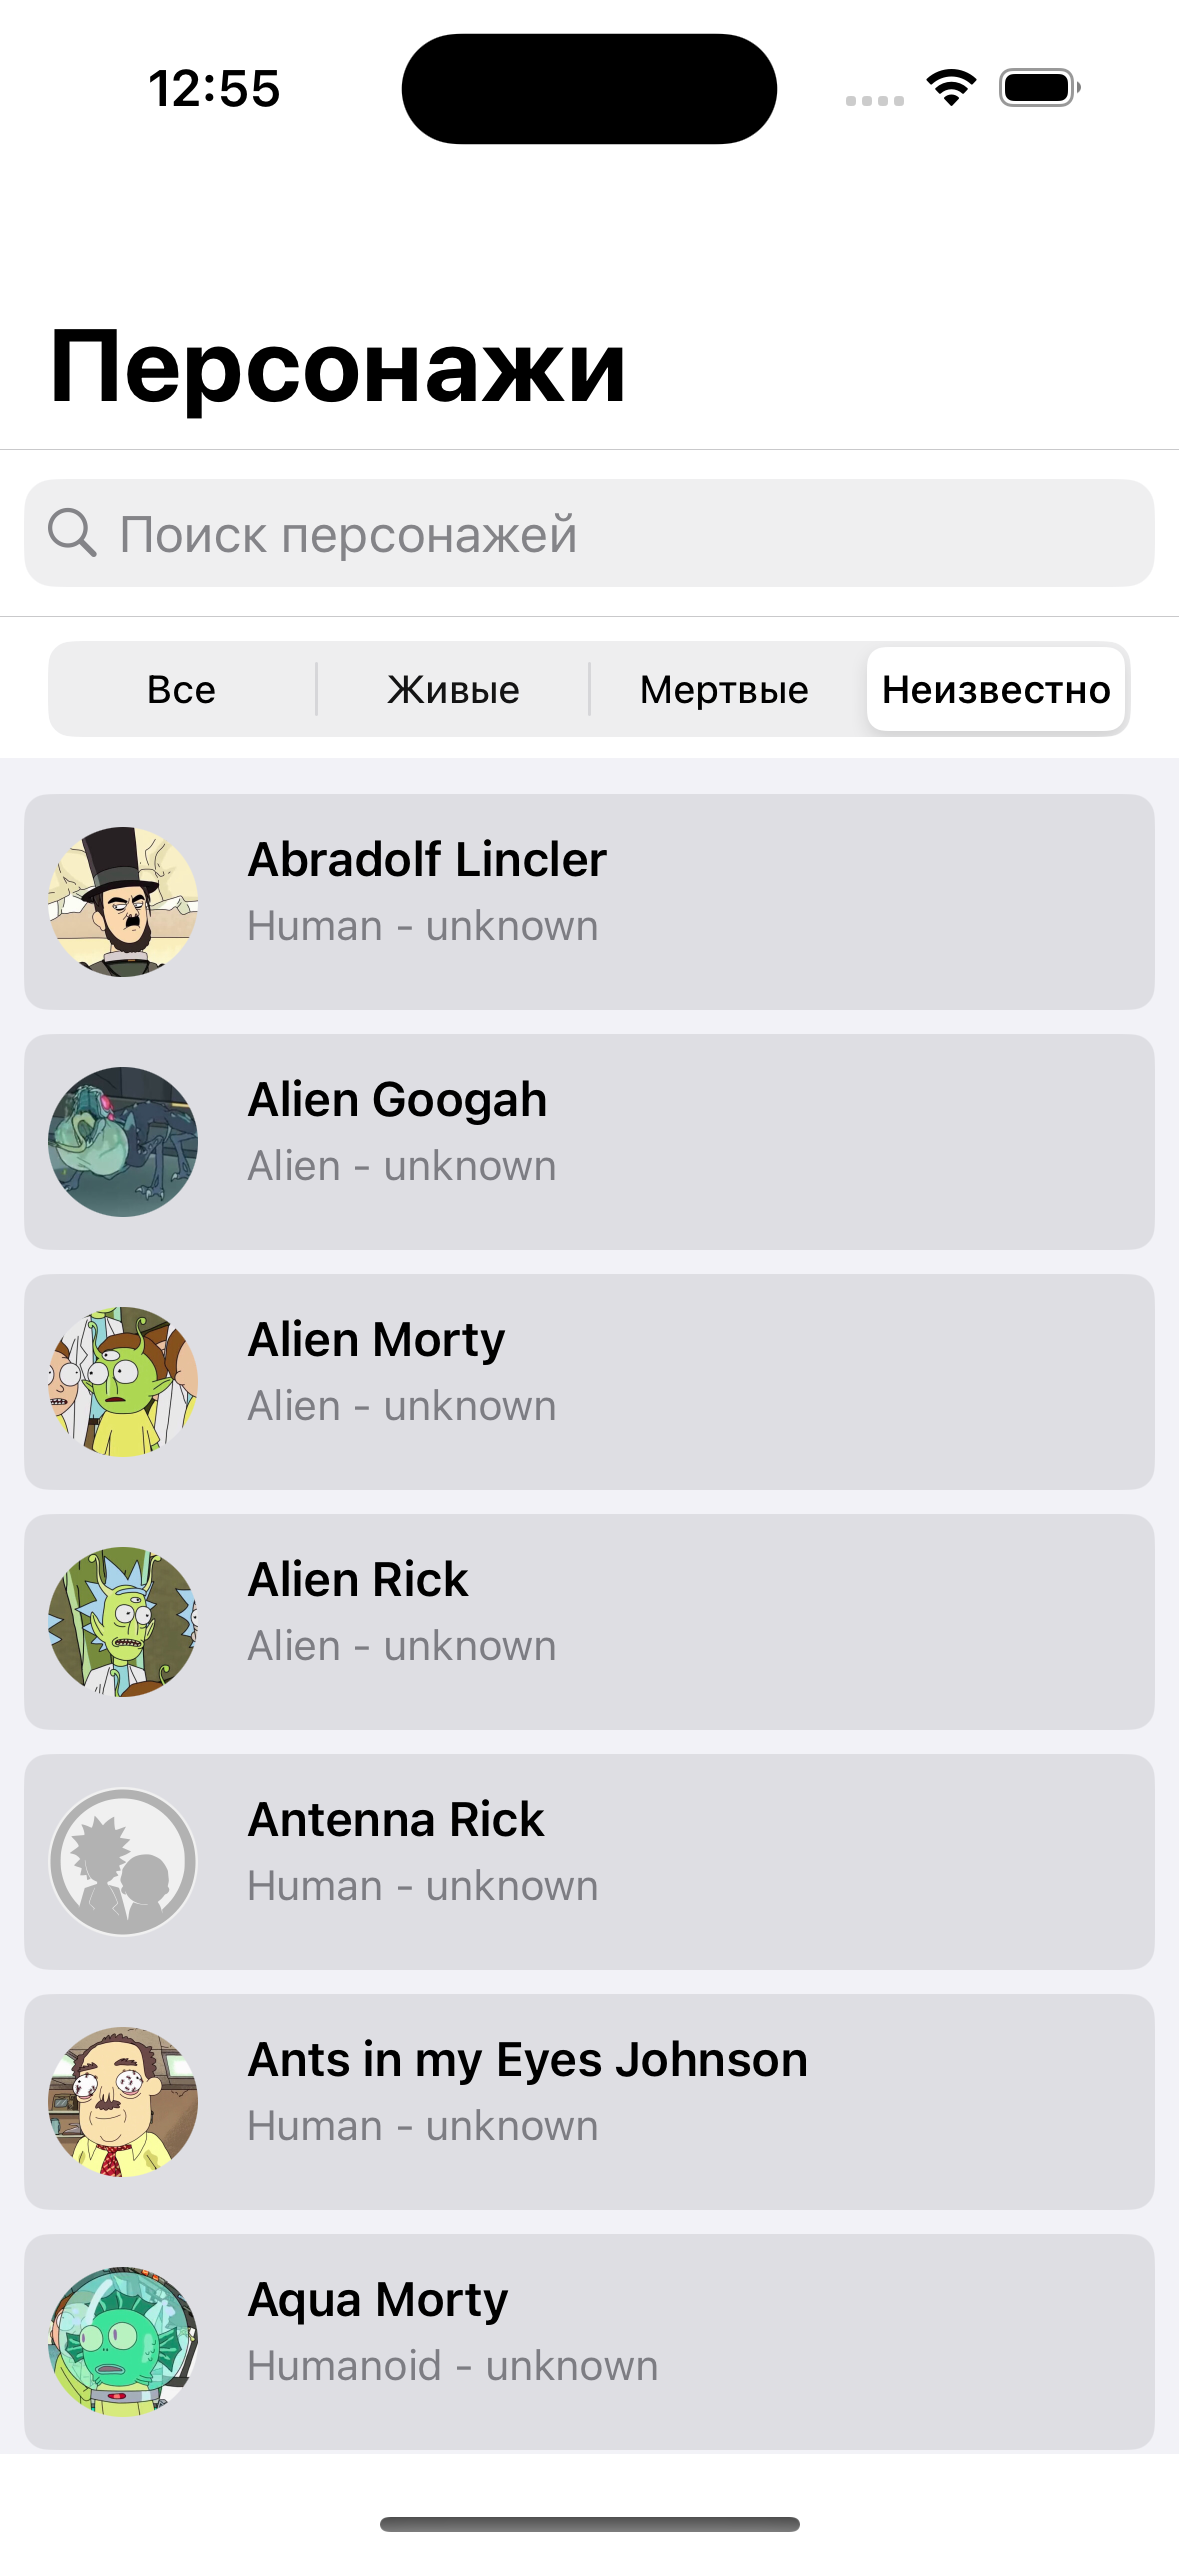 12:55
Персонажи
Поиск персонажей
Все Живые Мертвые Неизвестно
Abradolf Lincler
Human - unknown
Alien Googah
Alien - unknown
Alien Morty
Alien - unknown
Alien Rick
Alien - unknown
Antenna Rick
Human - unknown
Ants in my Eyes Johnson
Human - unknown
Aqua Morty
Humanoid - unknown